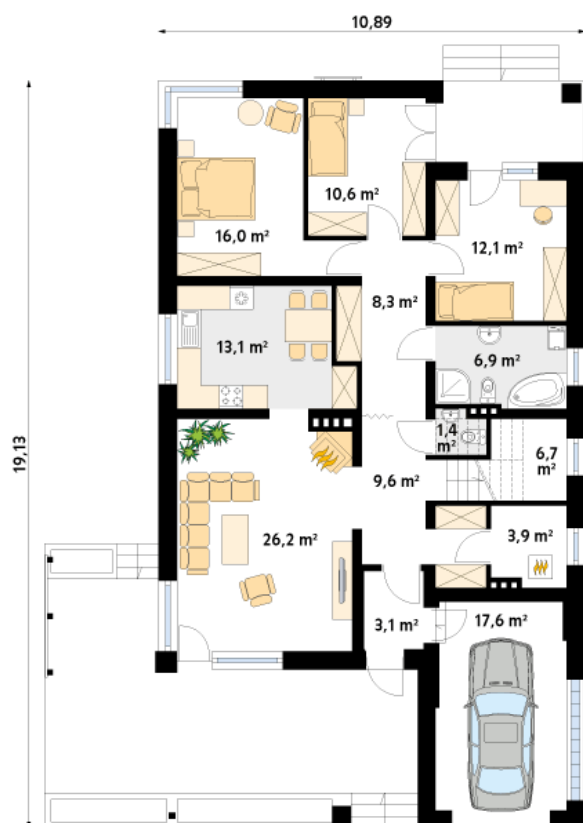 10,89
10,6 m²
16,0 m²
12,1 m²
8,3 m²
13,1 m²
6,9 m²
1,4
m²
6,7
m²
19,13
9,6 m²
26,2 m²
3,9 m²
3,1 m²
17,6 m²